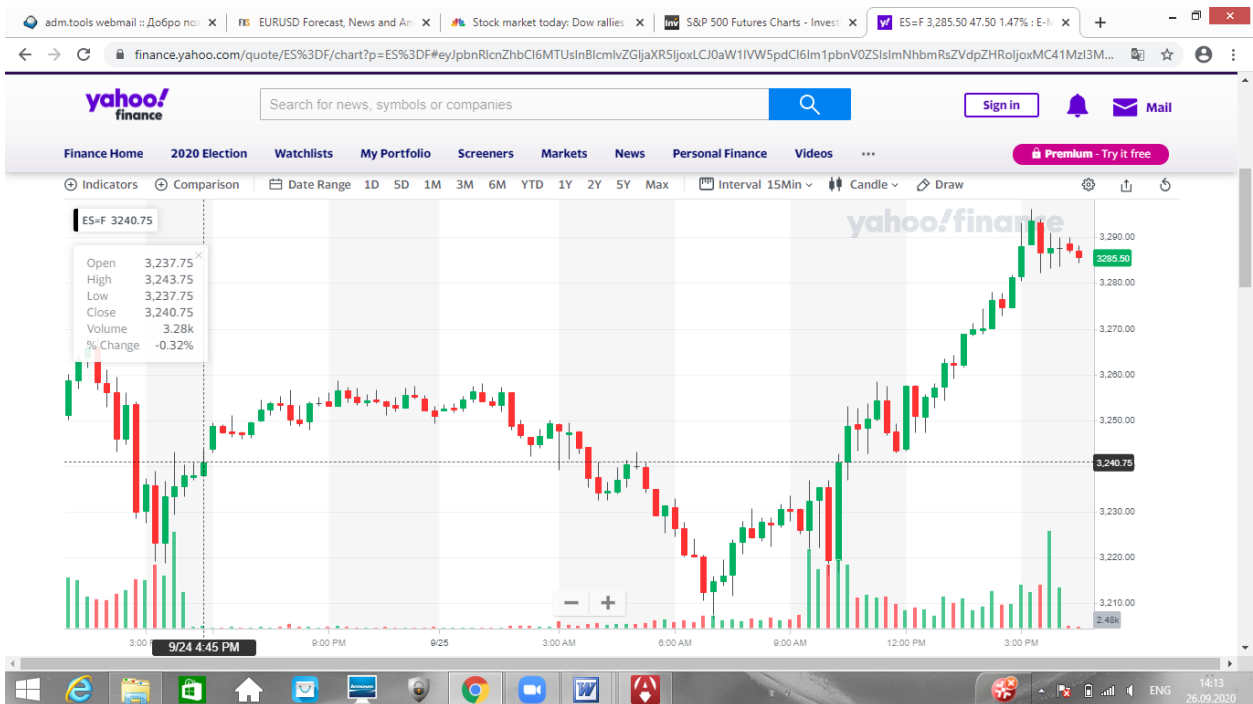 adm.tools webmail :: Добро по
EURUSD Forecast, News and An
Stock market today: Dow rallies
S&P 500 Futures Charts - Invest
ES=F 3,285.50 47.50 1.47% : E-M
finance.yahoo.com/quote/ES%3DF/chart?p=ES%3DF#
yahoo!
finance
Search for news, symbols or companies
Sign in
Mail
Finance Home 2020 Election Watchlists My Portfolio Screeners Markets News Personal Finance Videos ...
Premium - Try it free
Indicators Comparison Date Range 1D 5D 1M 3M 6M YTD 1Y 2Y 5Y Max Interval 15Min Candle Draw
ES=F 3240.75
yahoo!finance
Open 3,237.75
High 3,243.75
Low 3,237.75
Close 3,240.75
Volume 3.28k
% Change -0.32%
3,290.00
3285.50
3,280.00
3,270.00
3,260.00
3,250.00
3,240.75
3,230.00
3,220.00
3,210.00
2.48k
3:00 9/24 4:45 PM 9:00 PM 9/25 3:00 AM 6:00 AM 9:00 AM 12:00 PM 3:00 PM
ENG
14:13
26.09.2020